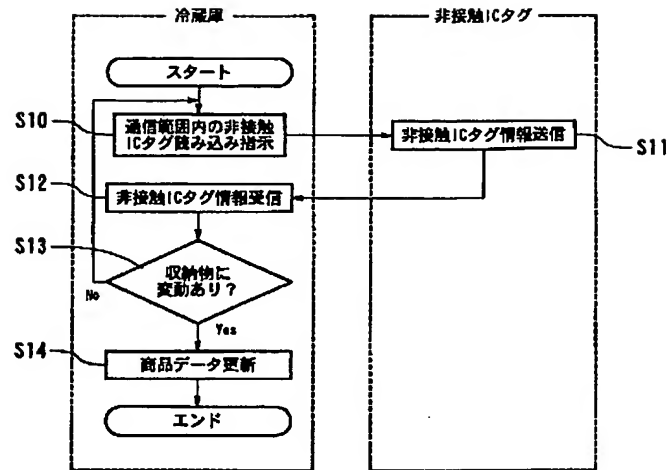 冷蔵庫
非接触ICタグ
スタート
S10
通信範囲内の非接触
ICタグ読み込み指示
非接触ICタグ情報送信
S11
S12
非接触ICタグ情報受信
S13
収納物に
変動あり?
No
Yes
S14
商品データ更新
エンド